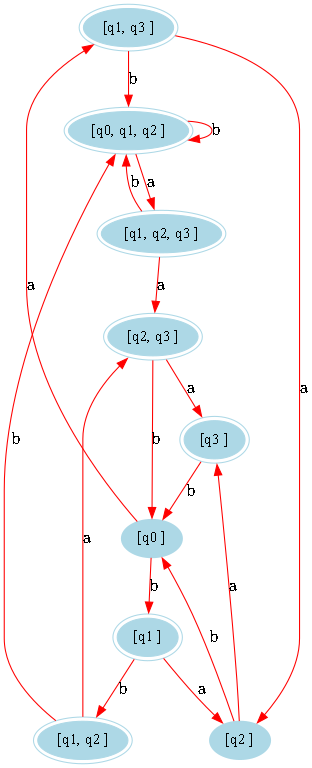 [q1, q3 ]
b
[q0, q1, q2 ]
b
b
a
[q1, q2, q3 ]
a
a
[q2, q3 ]
a
a
b
[q3 ]
b
b
a
[q0 ]
b
a
b
[q1 ]
b
a
[q1, q2 ]
[q2 ]